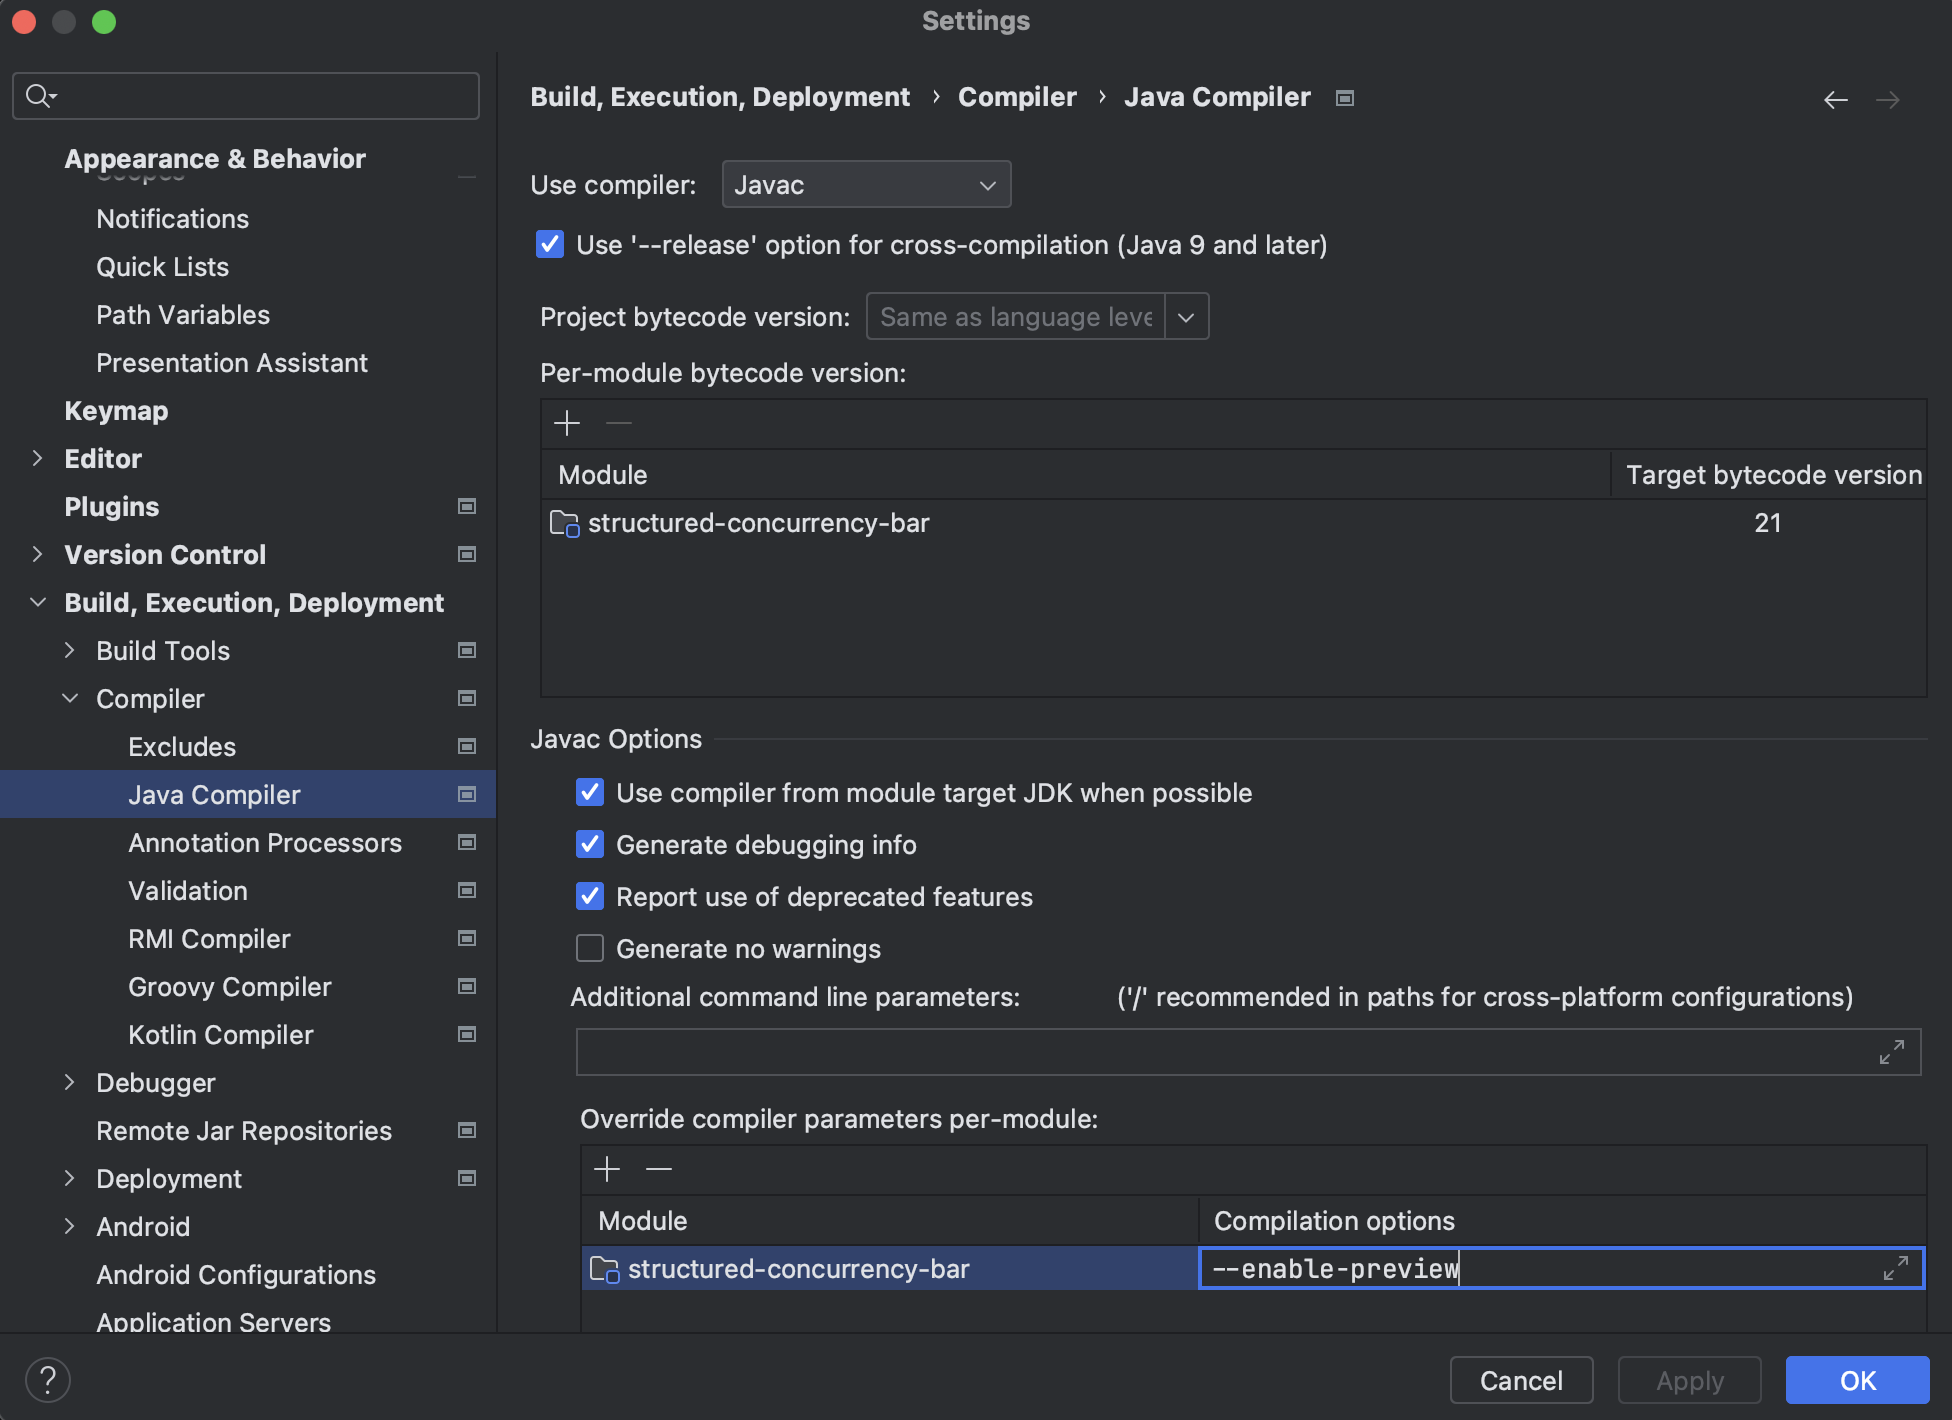 Settings
Appearance & Behavior
Scopes
Notifications
Quick Lists
Path Variables
Presentation Assistant
Keymap
Editor
Plugins
Version Control
Build, Execution, Deployment
Build Tools
Compiler
Excludes
Java Compiler
Annotation Processors
Validation
RMI Compiler
Groovy Compiler
Kotlin Compiler
Debugger
Remote Jar Repositories
Deployment
Android
Android Configurations
Application Servers
Build, Execution, Deployment › Compiler › Java Compiler
Use compiler: Javac
Use '--release' option for cross-compilation (Java 9 and later)
Project bytecode version: Same as language leve
Per-module bytecode version:
Module Target bytecode version
structured-concurrency-bar 21
Javac Options
Use compiler from module target JDK when possible
Generate debugging info
Report use of deprecated features
Generate no warnings
Additional command line parameters: ('/' recommended in paths for cross-platform configurations)
Override compiler parameters per-module:
Module Compilation options
structured-concurrency-bar --enable-preview
? Cancel Apply OK